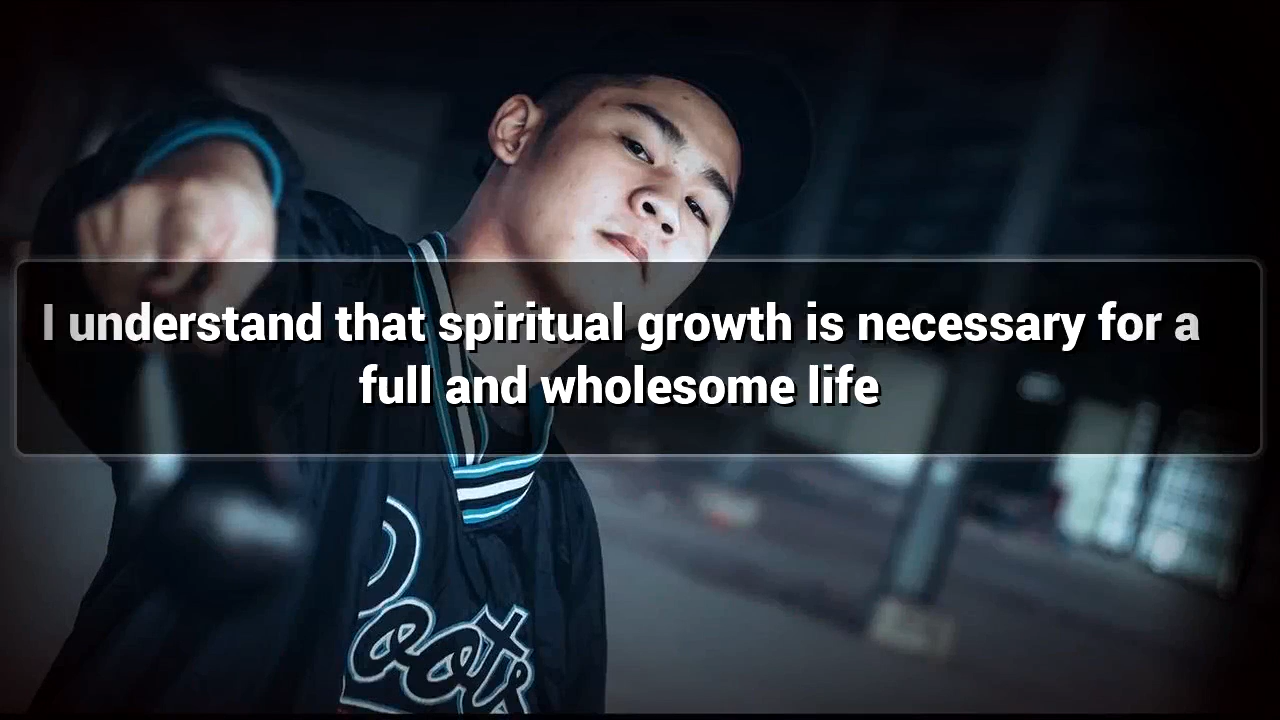 I understand that spiritual growth is necessary for a
full and wholesome life